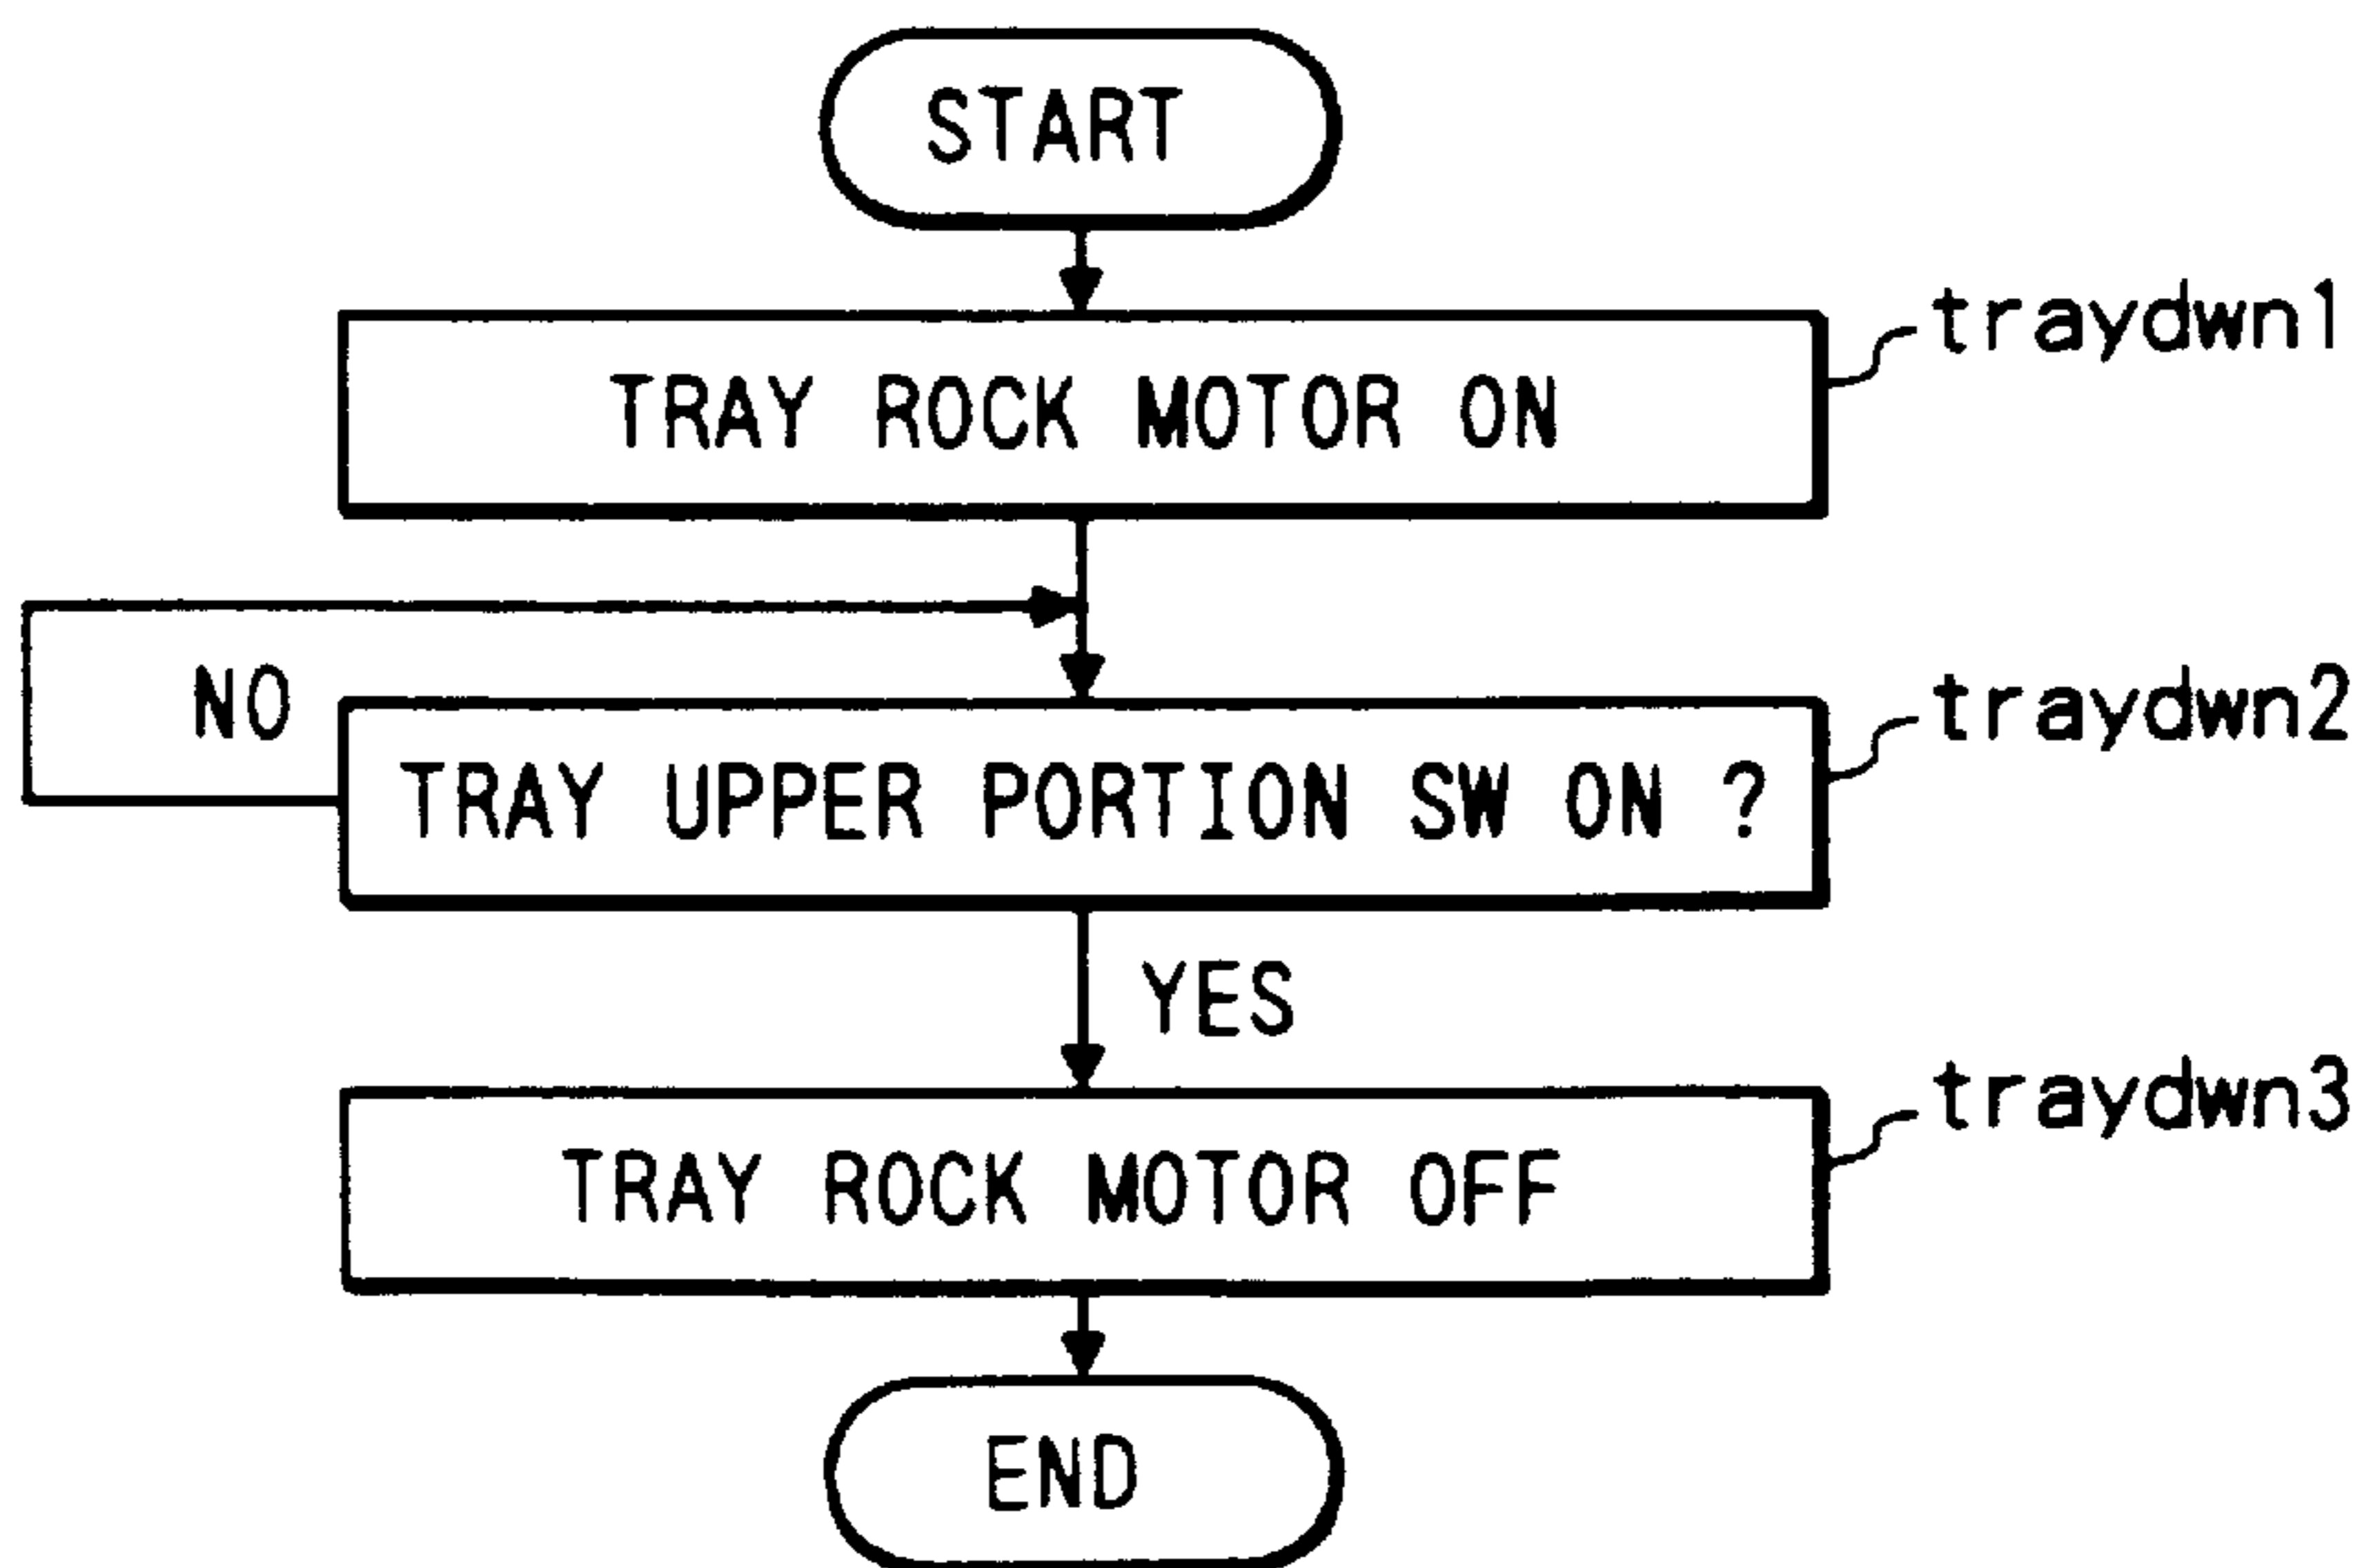 START
TRAY ROCK MOTOR ON
traydwn1
NO
TRAY UPPER PORTION SW ON ?
traydwn2
YES
TRAY ROCK MOTOR OFF
traydwn3
END